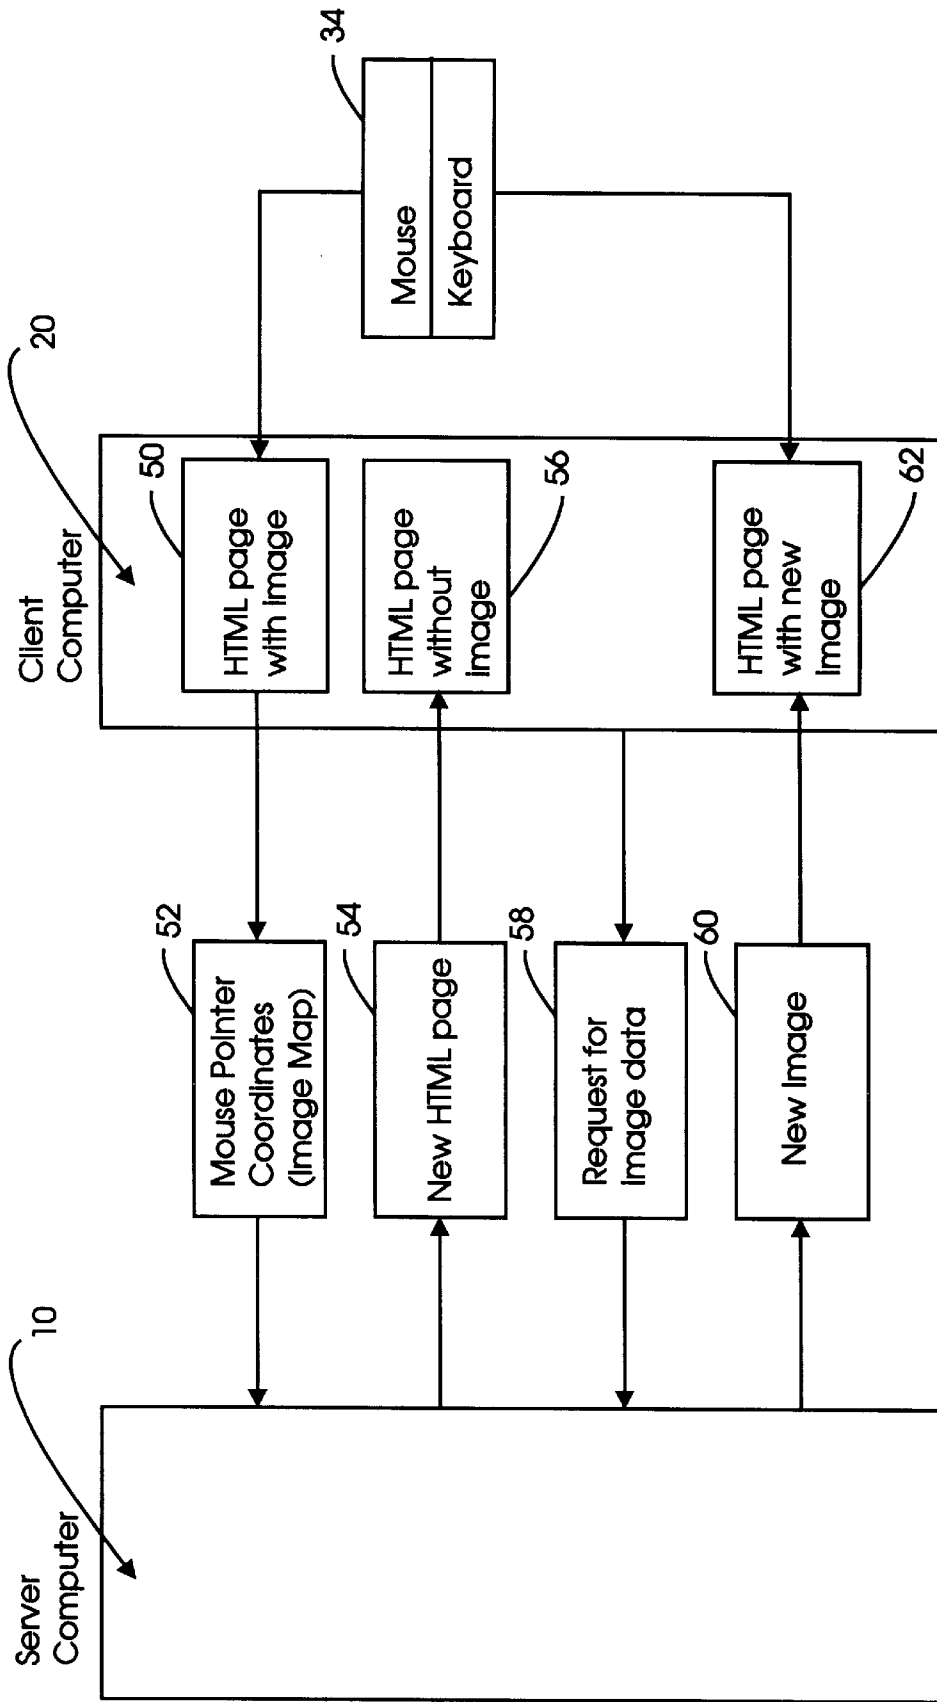 Server
Computer
10
Client
Computer
20
34
Mouse
Keyboard
52
Mouse Pointer
Coordinates
(Image Map)
50
HTML page
with image
54
New HTML page
HTML page
without
image
56
58
Request for
image data
60
New Image
HTML page
with new
image
62